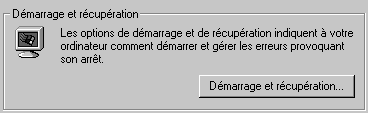 Démarrage et récupération
Les options de démarrage et de récupération indiquent à votre
ordinateur comment démarrer et gérer les erreurs provoquant
son arrêt.
Démarrage et récupération...